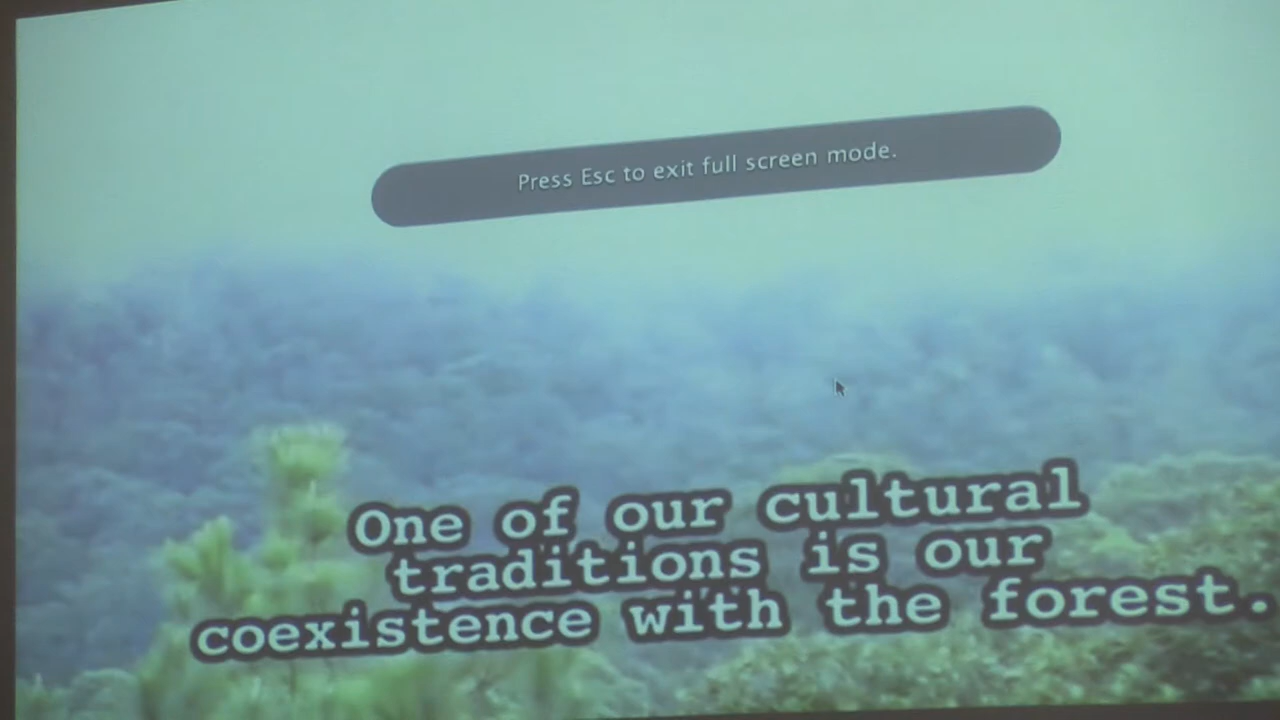 Press Esc to exit full screen mode.
One of our cultural
traditions is our
coexistence with the forest.